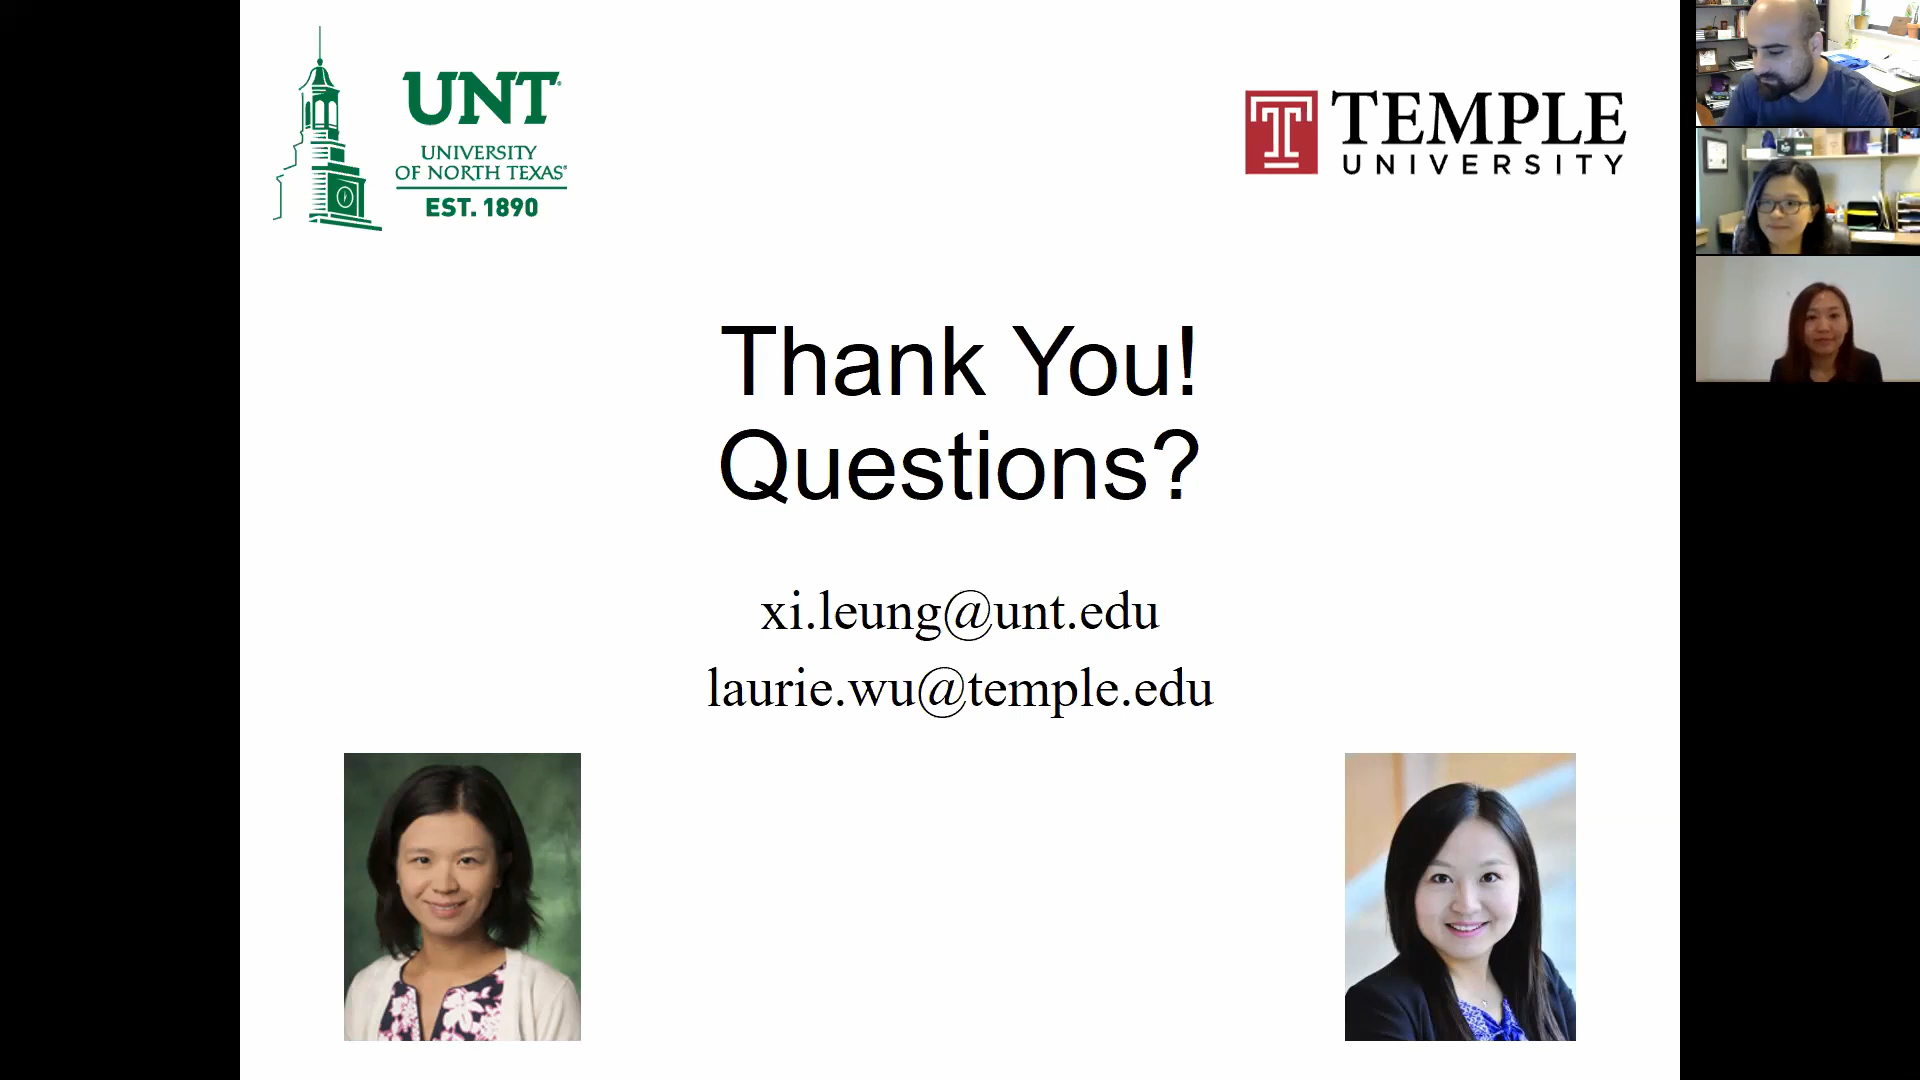 UNT
UNIVERSITY
OF NORTH TEXAS®
EST. 1890
T TEMPLE
UNIVERSITY
Thank You!
Questions?
xi.leung@unt.edu
laurie.wu@temple.edu